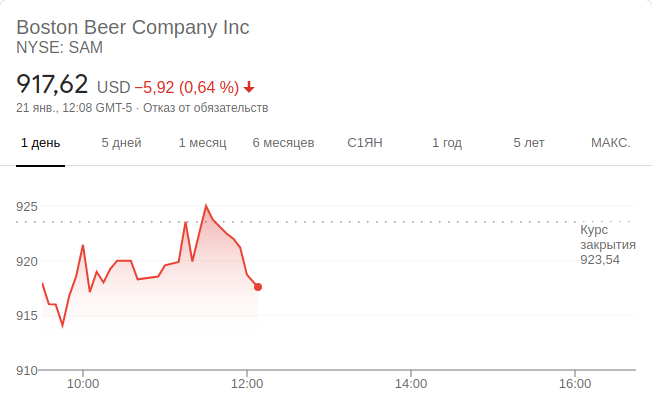 Boston Beer Company Inc
NYSE: SAM
917,62 USD −5,92 (0,64 %)
21 янв., 12:08 GMT-5 · Отказ от обязательств
1 день 5 дней 1 месяц 6 месяцев С1ЯН 1 год 5 лет МАКС.
925
Курс
закрытия
923,54
920
915
910
10:00 12:00 14:00 16:00